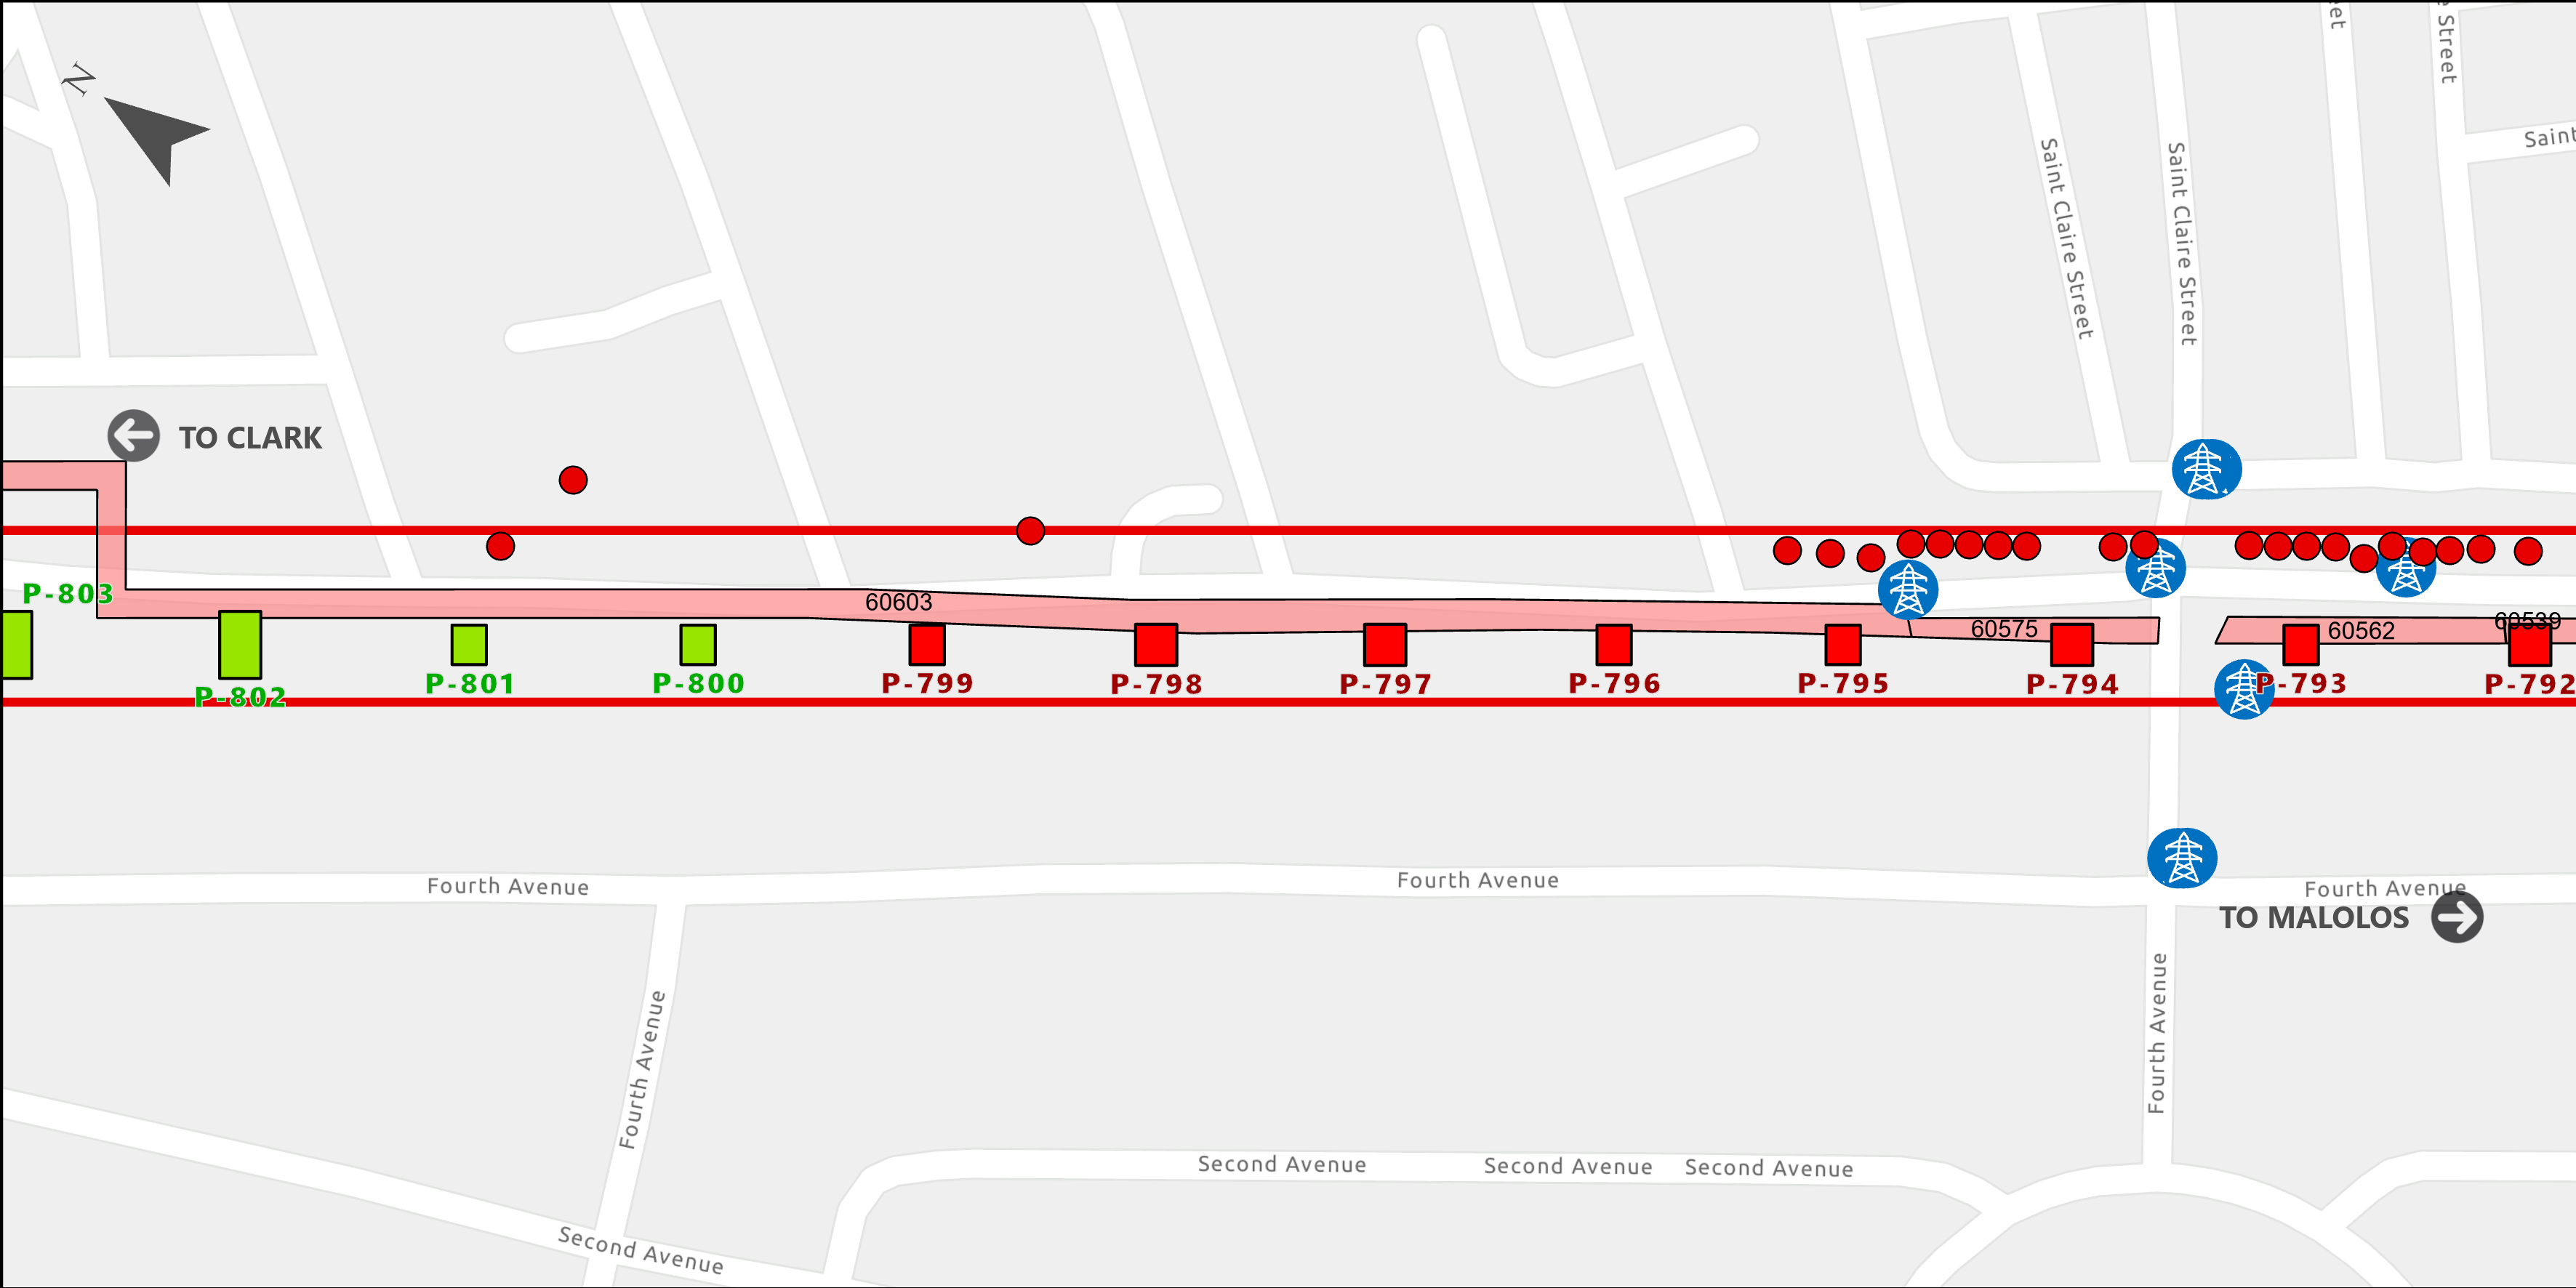 et
e Street
N
Saint
Saint Claire Street
Saint Claire Street
TO CLARK
P-803
60603
60575
60562
60539
P-802
P-801
P-800
P-799
P-798
P-797
P-796
P-795
P-794
P-793
P-792
Fourth Avenue
Fourth Avenue
Fourth Avenue
TO MALOLOS
Fourth Avenue
Fourth Avenue
Second Avenue
Second Avenue
Second Avenue
Second Avenue